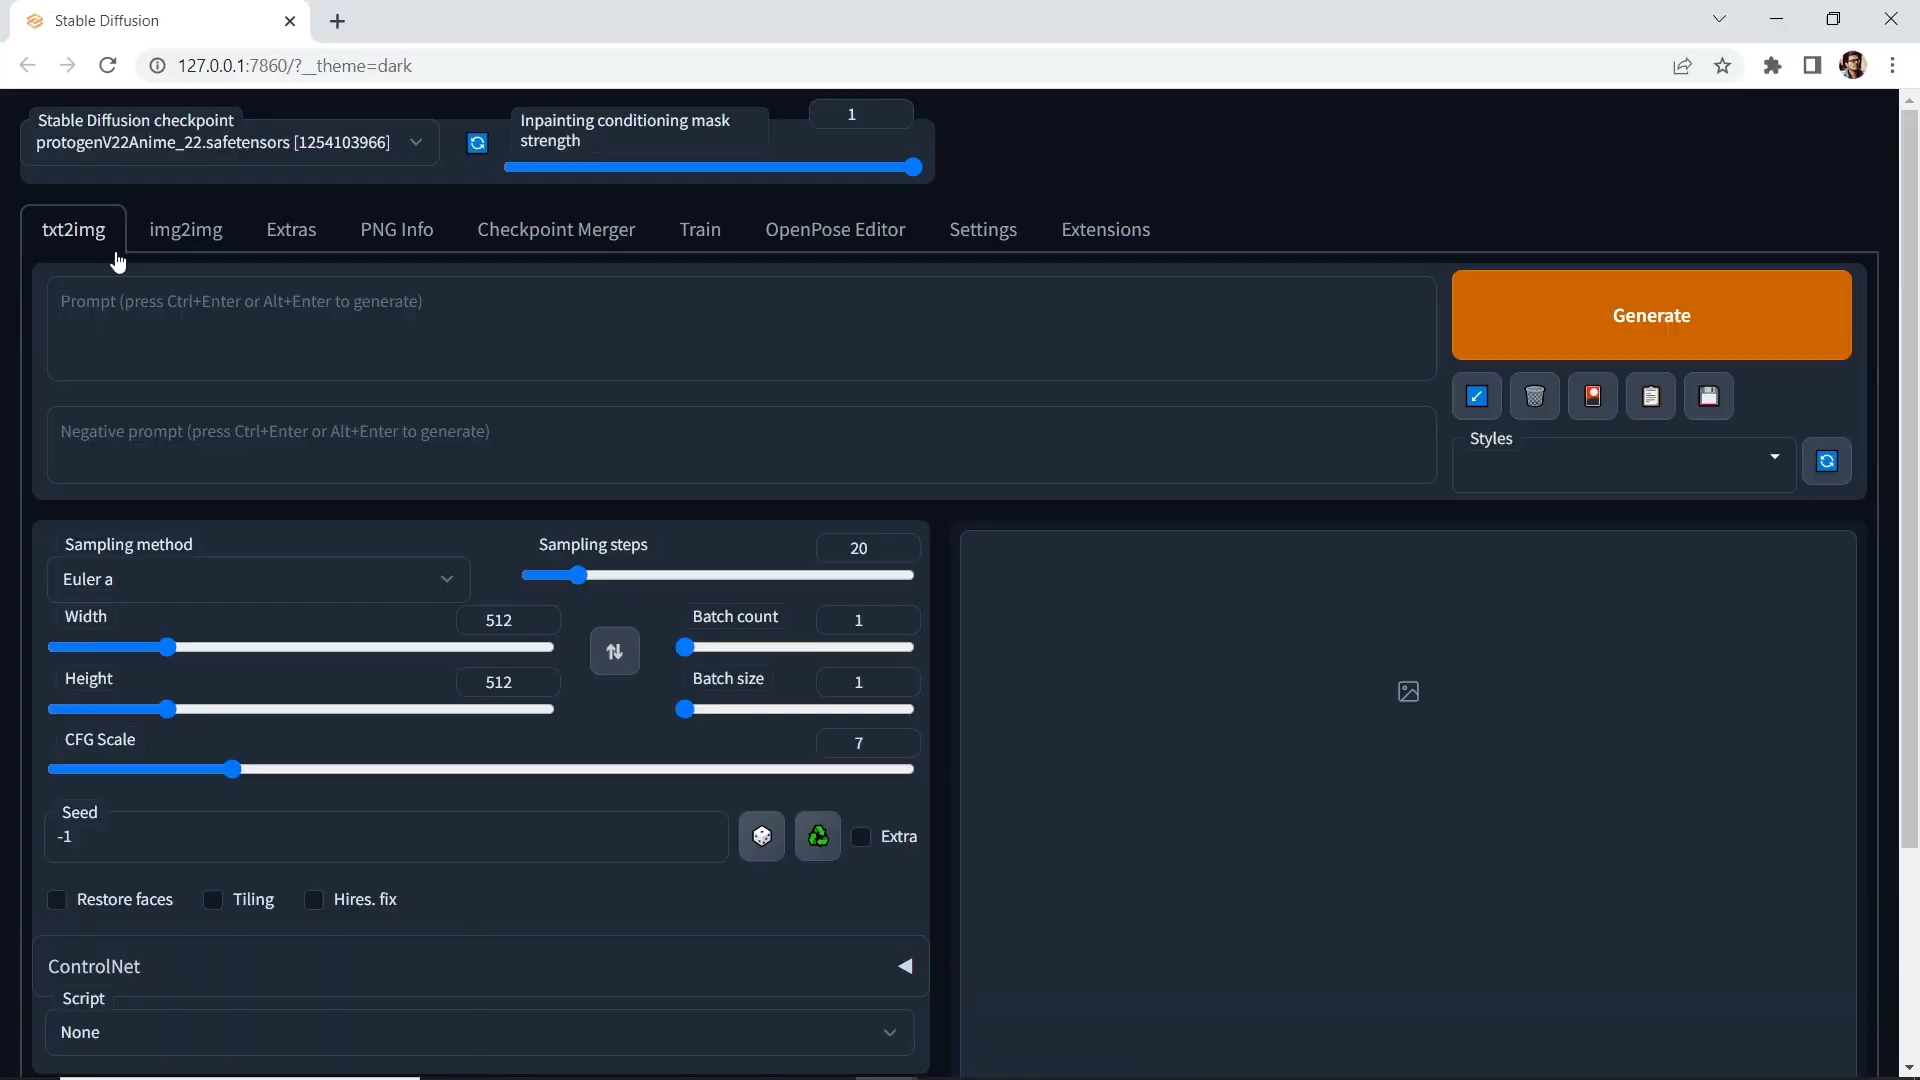 Stable Diffusion
127.0.0.1:7860/?__theme=dark
Stable Diffusion checkpoint
protogenV22Anime_22.safetensors [1254103966]
Inpainting conditioning mask
strength
1
txt2img
img2img
Extras
PNG Info
Checkpoint Merger
Train
OpenPose Editor
Settings
Extensions
Prompt (press Ctrl+Enter or Alt+Enter to generate)
Generate
Negative prompt (press Ctrl+Enter or Alt+Enter to generate)
Styles
Sampling method
Euler a
Sampling steps
20
Width
512
Batch count
1
Height
512
Batch size
1
CFG Scale
7
Seed
-1
Extra
Restore faces
Tiling
Hires. fix
ControlNet
Script
None